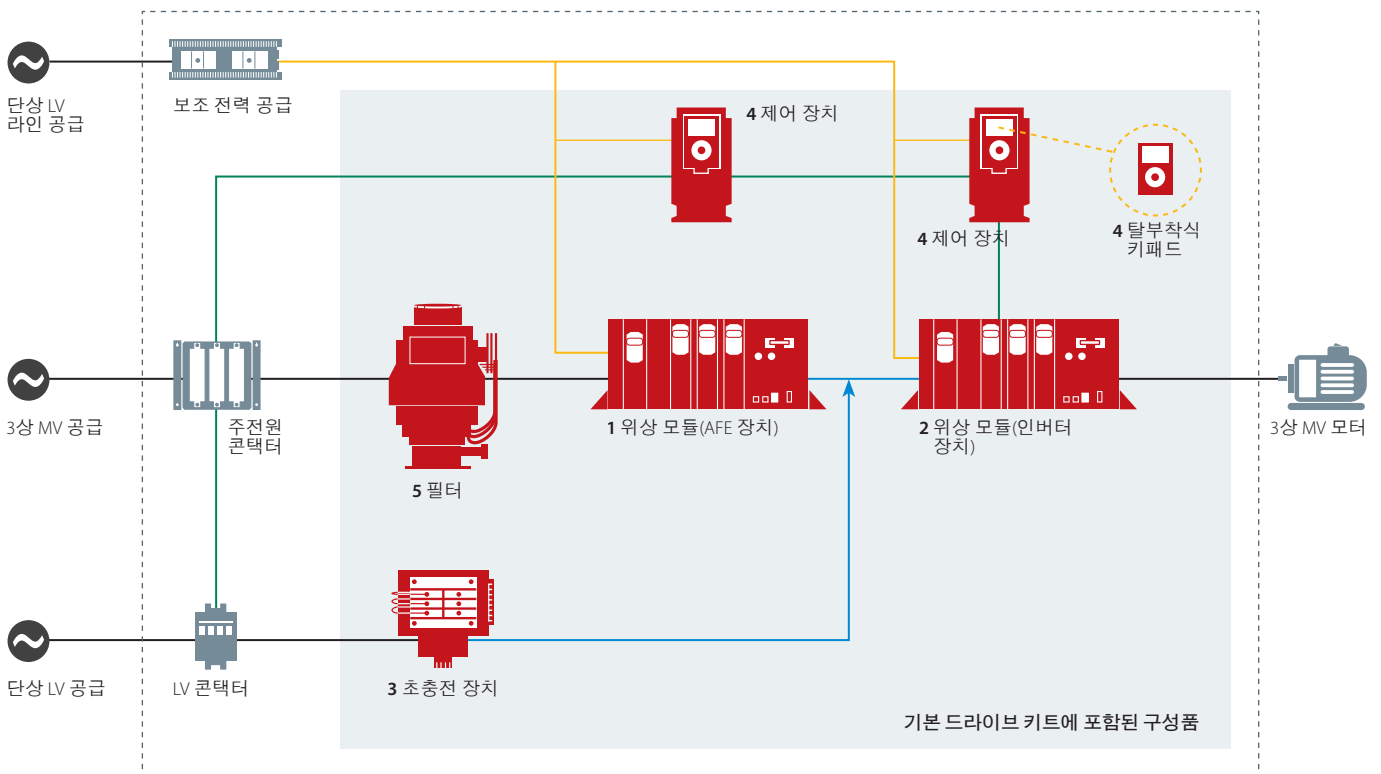 단상 LV
라인 공급
보조 전력 공급
4 제어 장치
4 제어 장치
4 탈부착식
키패드
3상 MV 공급
주전원
콘택터
5 필터
1 위상 모듈(AFE 장치)
2 위상 모듈(인버터
장치)
3상 MV 모터
단상 LV 공급
LV 콘택터
3 초충전 장치
기본 드라이브 키트에 포함된 구성품